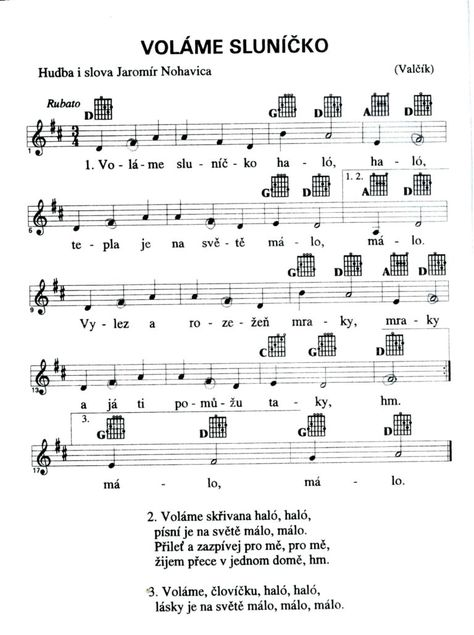 VOLÁME SLUNÍČKO
Hudba i slova Jaromír Nohavica (Valčík)
Rubato D G D A D
3 4
1
1. Vo - lá - me slu - níč - ko ha - ló, ha - ló,
G D 1. 2. A D
5
te - pla je na svě - tě má - lo, má - lo.
G D A D
9
Vy - lez a ro - ze - žeň mra - ky, mra - ky
C G D
13
a já ti po - mů - žu ta - ky, hm.
3. G D G D
17
má - lo, má - lo.
2. Voláme skřivana haló, haló,
písní je na světě málo, málo.
Přileť a zazpívej pro mě, pro mě,
žijem přece v jednom domě, hm.
3. Voláme, človíčku, haló, haló,
lásky je na světě málo, málo, málo.